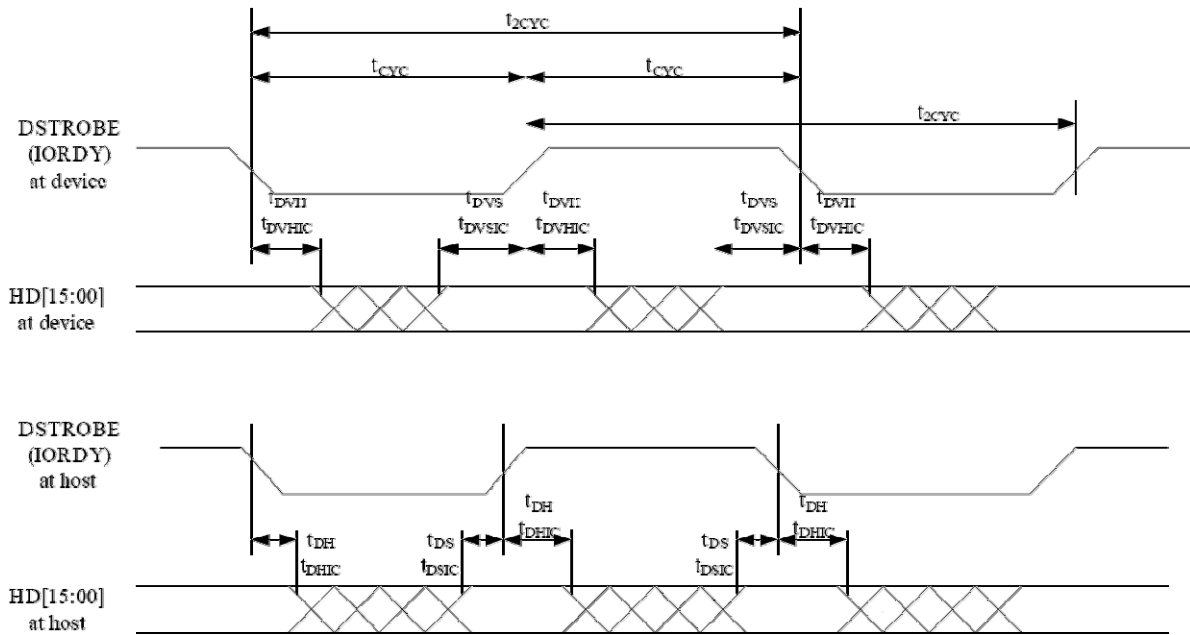 t2CYC
tCYC tCYC
t2CYC
DSTROBE
(IORDY)
at device
tDVH tDVS tDVH tDVS tDVH
tDVHIC tDVSIC tDVHIC tDVSIC tDVHIC
HD[15:00]
at device
DSTROBE
(IORDY)
at host
tDH tDH
tDHIC tDHIC
tDH tDS tDS
tDHIC tDSIC tDSIC
HD[15:00]
at host